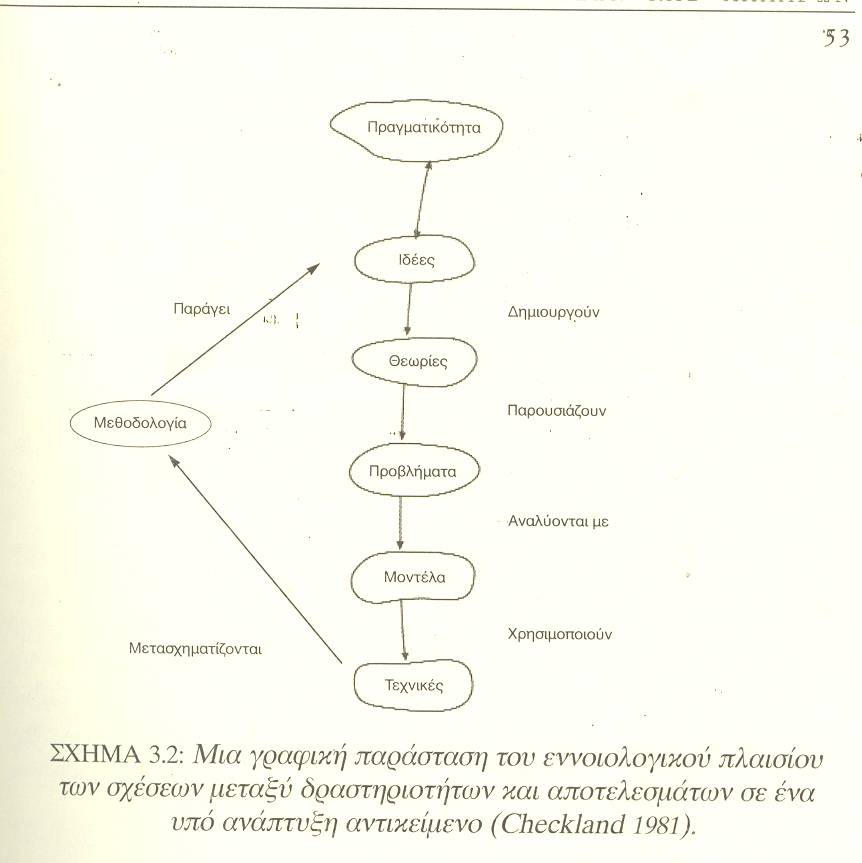 53
Πραγματικότητα
Ιδέες
Παράγει
Δημιουργούν
Θεωρίες
Παρουσιάζουν
Μεθοδολογία
Προβλήματα
Αναλύονται με
Μοντέλα
Χρησιμοποιούν
Μετασχηματίζονται
Τεχνικές
ΣΧΗΜΑ 3.2: Μια γραφική παράσταση του εννοιολογικού πλαισίου
των σχέσεων μεταξύ δραστηριοτήτων και αποτελεσμάτων σε ένα
υπό ανάπτυξη αντικείμενο (Checkland 1981).